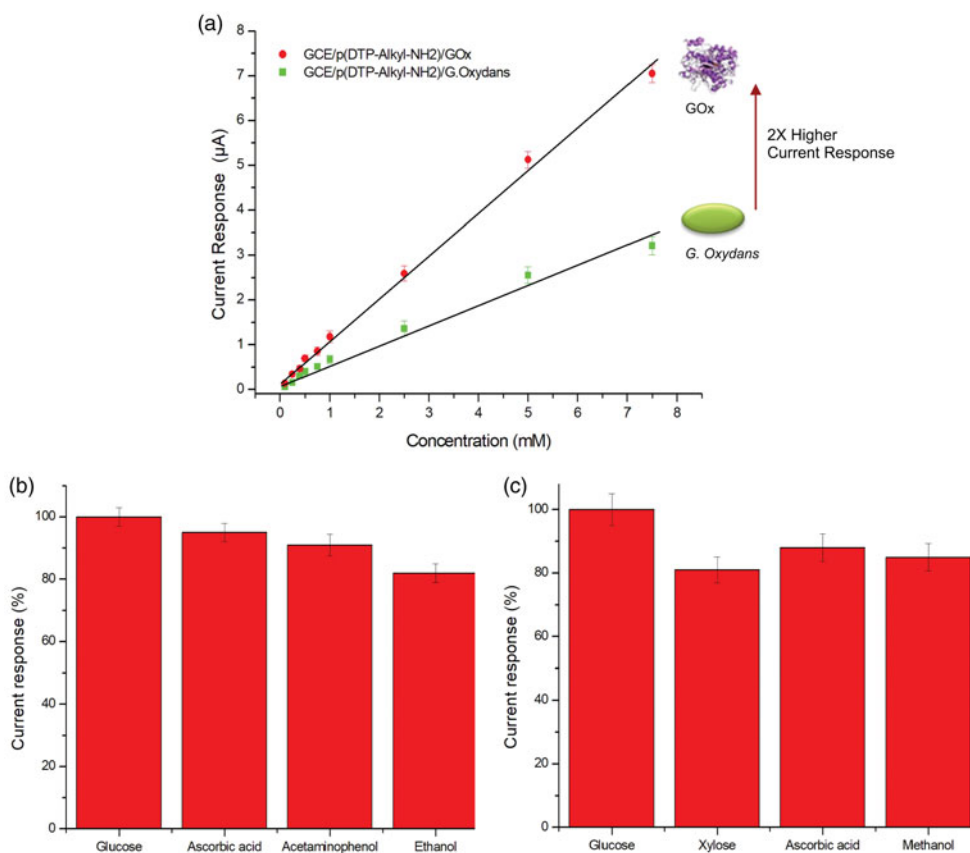 (a)
GCE/p(DTP-Alkyl-NH2)/GOx
GCE/p(DTP-Alkyl-NH2)/G.Oxydans
8
7
6
5
4
3
2
1
0
Current Response (μA)
0 1 2 3 4 5 6 7 8
Concentration (mM)
GOx
2X Higher
Current Response
G. Oxydans
(b)
100
80
60
40
20
0
Current response (%)
Glucose Ascorbic acid Acetaminophenol Ethanol
(c)
100
80
60
40
20
0
Current response (%)
Glucose Xylose Ascorbic acid Methanol